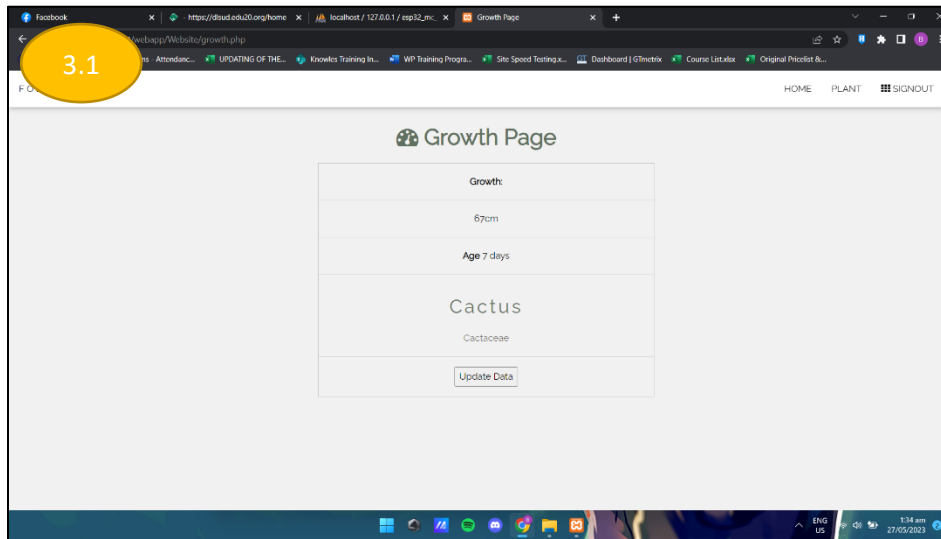 Facebook
- https://dlsud.edu20.org/home
localhost / 127.0.0.1 / esp32_mc_
Growth Page
/webapp/Website/growth.php
3.1
ns - Attendanc...
UPDATING OF THE...
Knowles Training In...
WP Training Progra...
Site Speed Testing.x...
Dashboard | GTmetrix
Course List.xlsx
Original Pricelist &...
F O
HOME
PLANT
SIGNOUT
Growth Page
Growth:
67cm
Age 7 days
Cactus
Cactaceae
Update Data
ENG
US
1:34 am
27/05/2023